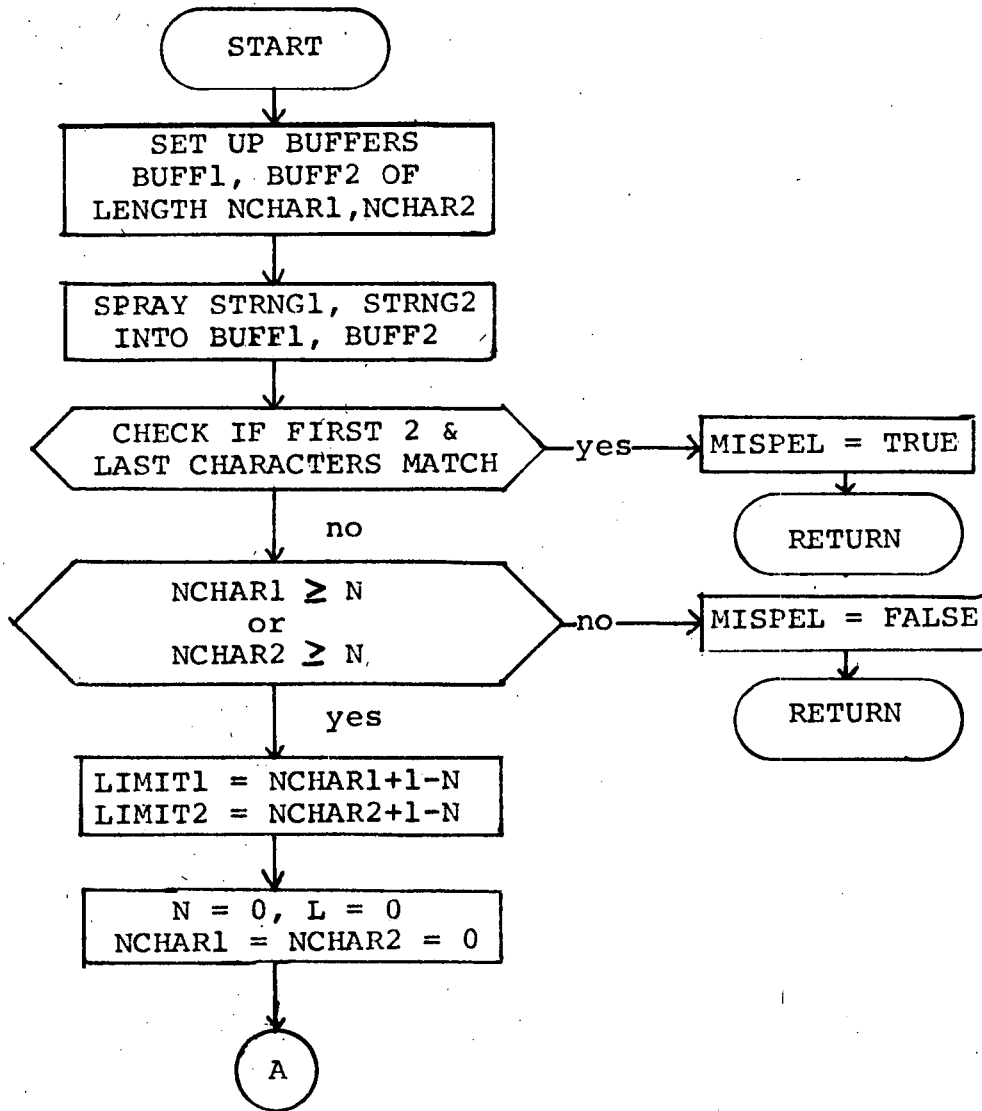 START
SET UP BUFFERS
BUFF1, BUFF2 OF
LENGTH NCHAR1,NCHAR2
SPRAY STRNG1, STRNG2
INTO BUFF1, BUFF2
CHECK IF FIRST 2 &
LAST CHARACTERS MATCH
yes
MISPEL = TRUE
RETURN
no
NCHAR1 ≥ N
or
NCHAR2 ≥ N
no
MISPEL = FALSE
RETURN
yes
LIMIT1 = NCHAR1+1-N
LIMIT2 = NCHAR2+1-N
N = 0, L = 0
NCHAR1 = NCHAR2 = 0
A